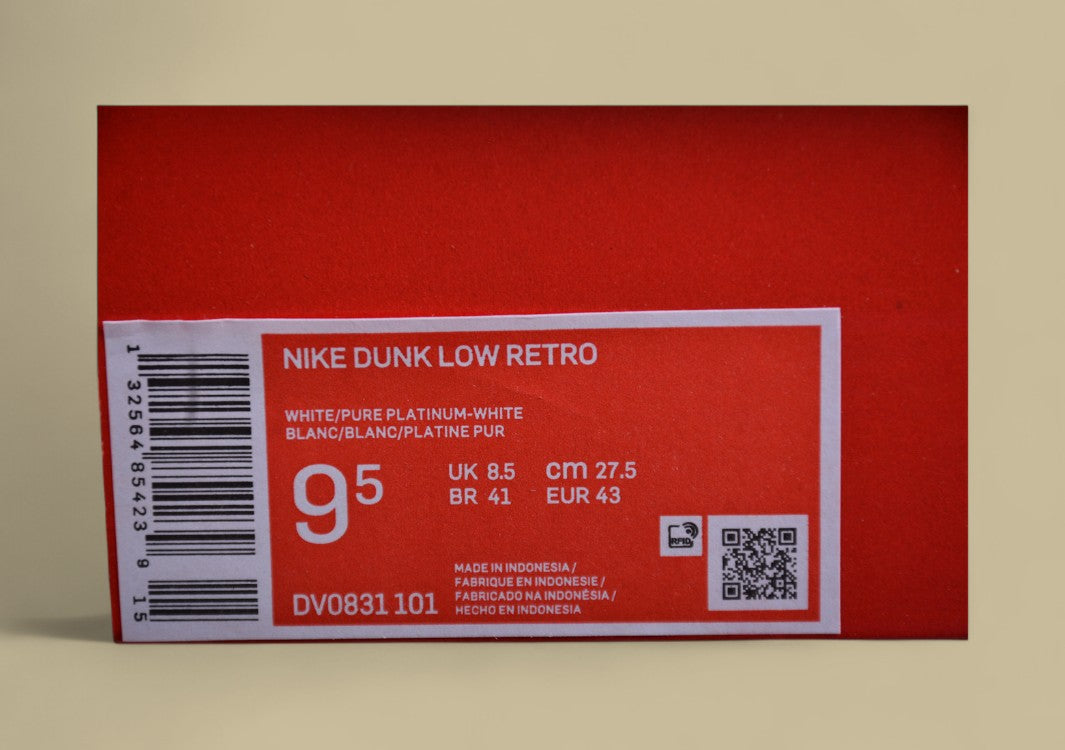 NIKE DUNK LOW RETRO
WHITE/PURE PLATINUM-WHITE
BLANC/BLANC/PLATINE PUR
9 5
UK 8.5 cm 27.5
BR 41 EUR 43
RFID
MADE IN INDONESIA /
FABRIQUE EN INDONESIE /
FABRICADO NA INDONÉSIA /
HECHO EN INDONESIA
DV0831 101
1 32564 85423 9 15